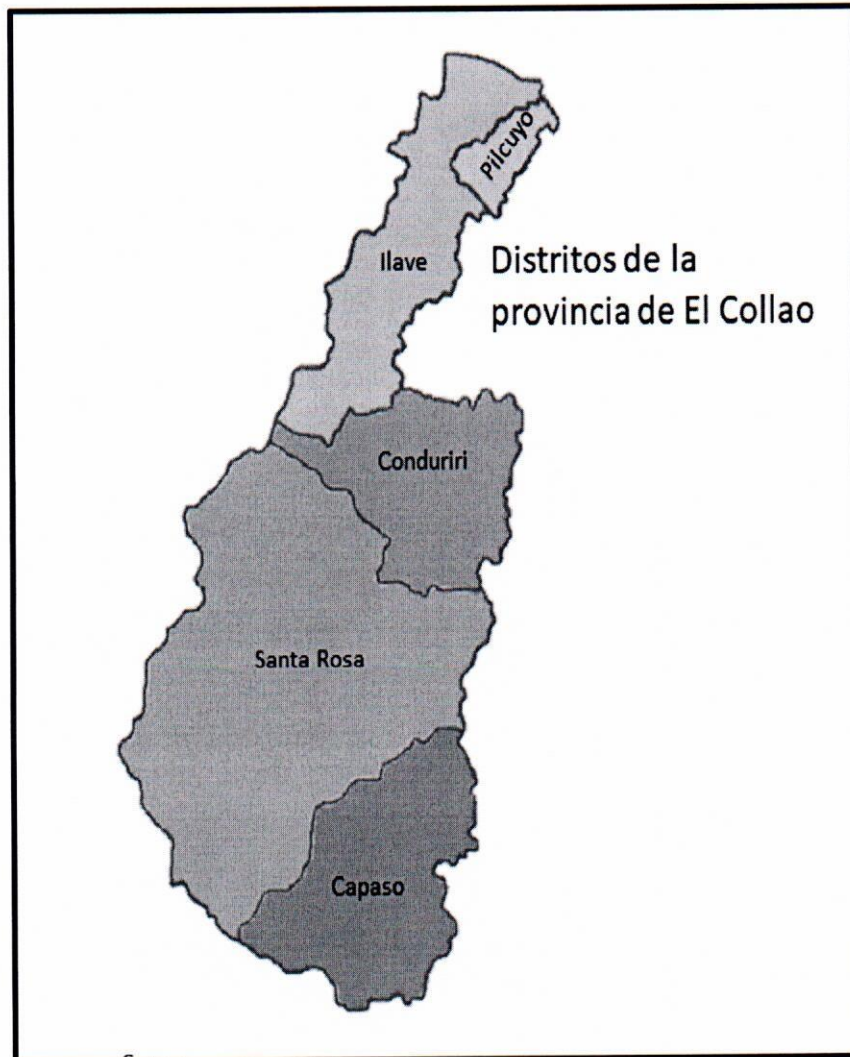 Pilcuyo
Ilave
Distritos de la
provincia de El Collao
Conduriri
Santa Rosa
Capaso